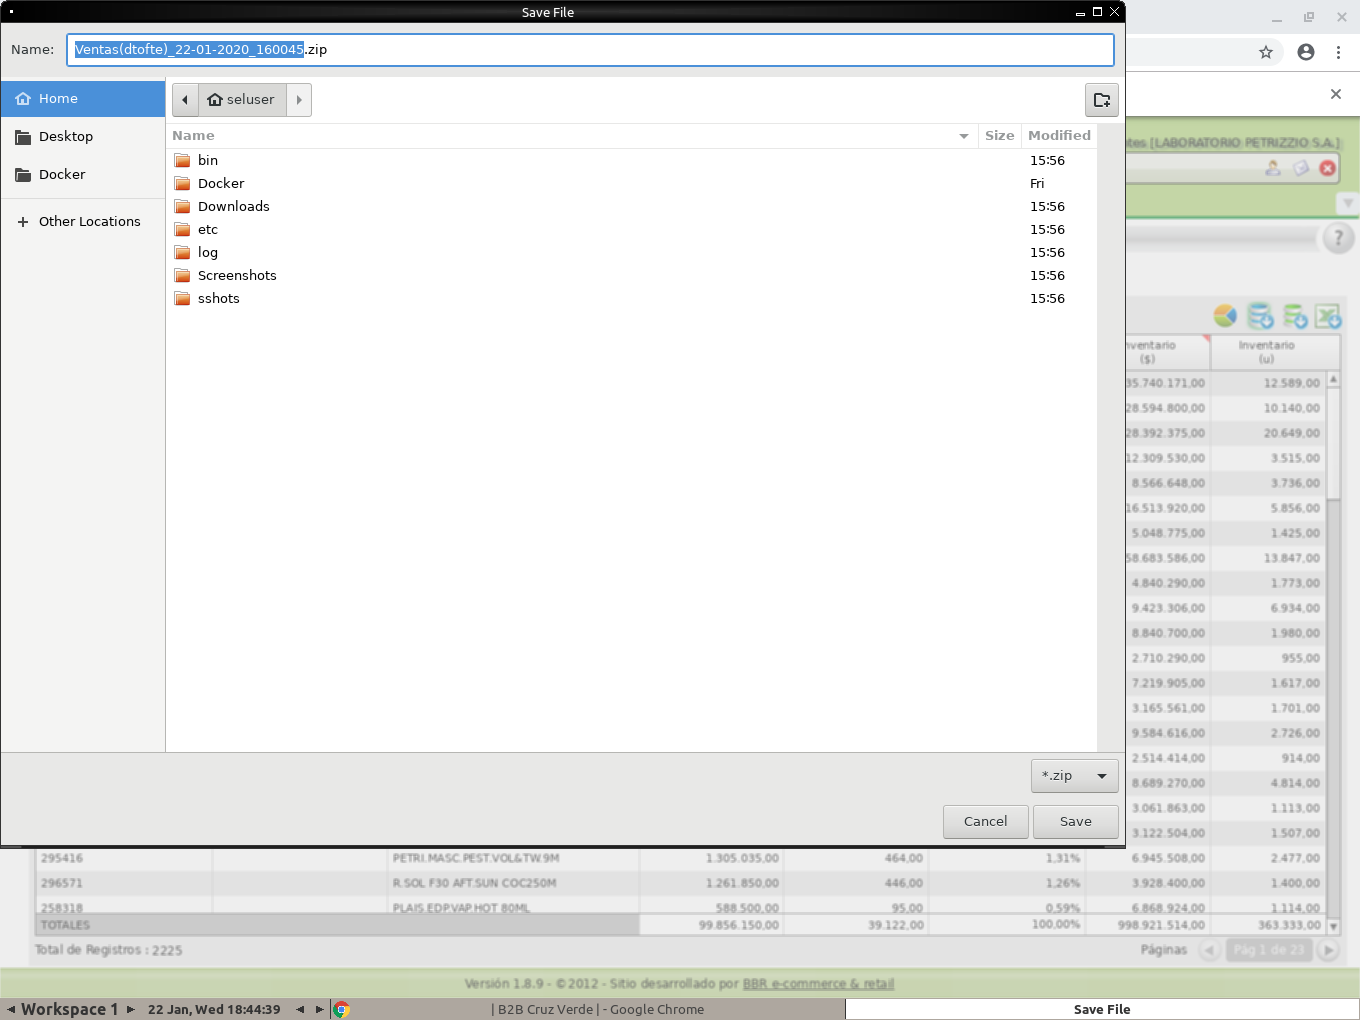 Save File
Name: Ventas(dtofte)_22-01-2020_160045.zip
Home
seluser
Desktop
Docker
Other Locations
Name Size Modified
bin 15:56
Docker Fri
Downloads 15:56
etc 15:56
log 15:56
Screenshots 15:56
sshots 15:56
*.zip
Cancel Save
[LABORATORIO PETRIZZIO S.A.]
?
Inventario
(u)
($)
35.740.171,00 12.589,00
28.594.800,00 10.140,00
28.392.375,00 20.649,00
12.309.530,00 3.515,00
8.566.648,00 3.736,00
16.513.920,00 5.856,00
5.048.775,00 1.425,00
58.683.586,00 13.847,00
4.840.290,00 1.773,00
9.423.306,00 6.934,00
8.840.700,00 1.980,00
2.710.290,00 955,00
7.219.905,00 1.617,00
3.165.561,00 1.701,00
9.584.616,00 2.726,00
2.514.414,00 914,00
8.689.270,00 4.814,00
3.061.863,00 1.113,00
3.122.504,00 1.507,00
295416 PETRI.MASC.PEST.VOL&TW.9M 1.305.035,00 464,00 1,31% 6.945.508,00 2.477,00
296571 R.SOL F30 AFT.SUN COC250M 1.261.850,00 446,00 1,26% 3.928.400,00 1.400,00
258318 PLAIS.EDP.VAP.HOT 80ML 588.500,00 95,00 0,59% 6.868.924,00 1.114,00
TOTALES 99.856.150,00 39.122,00 100,00% 998.921.514,00 363.333,00
Total de Registros : 2225 Páginas Pág 1 de 23
Versión 1.8.9 - ©2012 - Sitio desarrollado por BBR e-commerce & retail
Workspace 1 22 Jan, Wed 18:44:39 | B2B Cruz Verde | - Google Chrome Save File